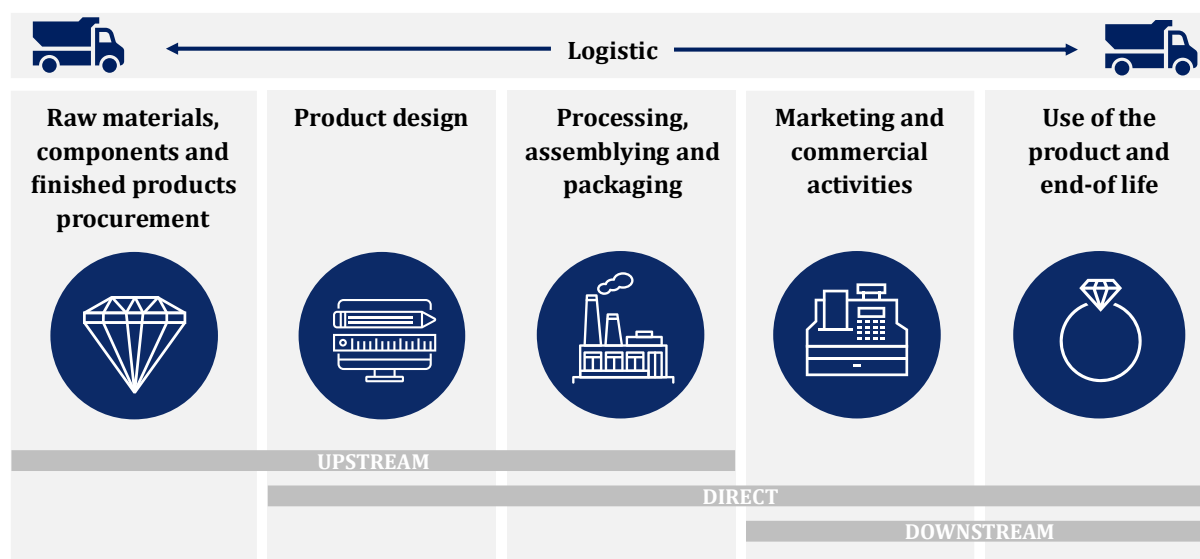 Logistic
Raw materials,
components and
finished products
procurement
Product design
Processing,
assemblying and
packaging
Marketing and
commercial
activities
Use of the
product and
end-of life
UPSTREAM
DIRECT
DOWNSTREAM